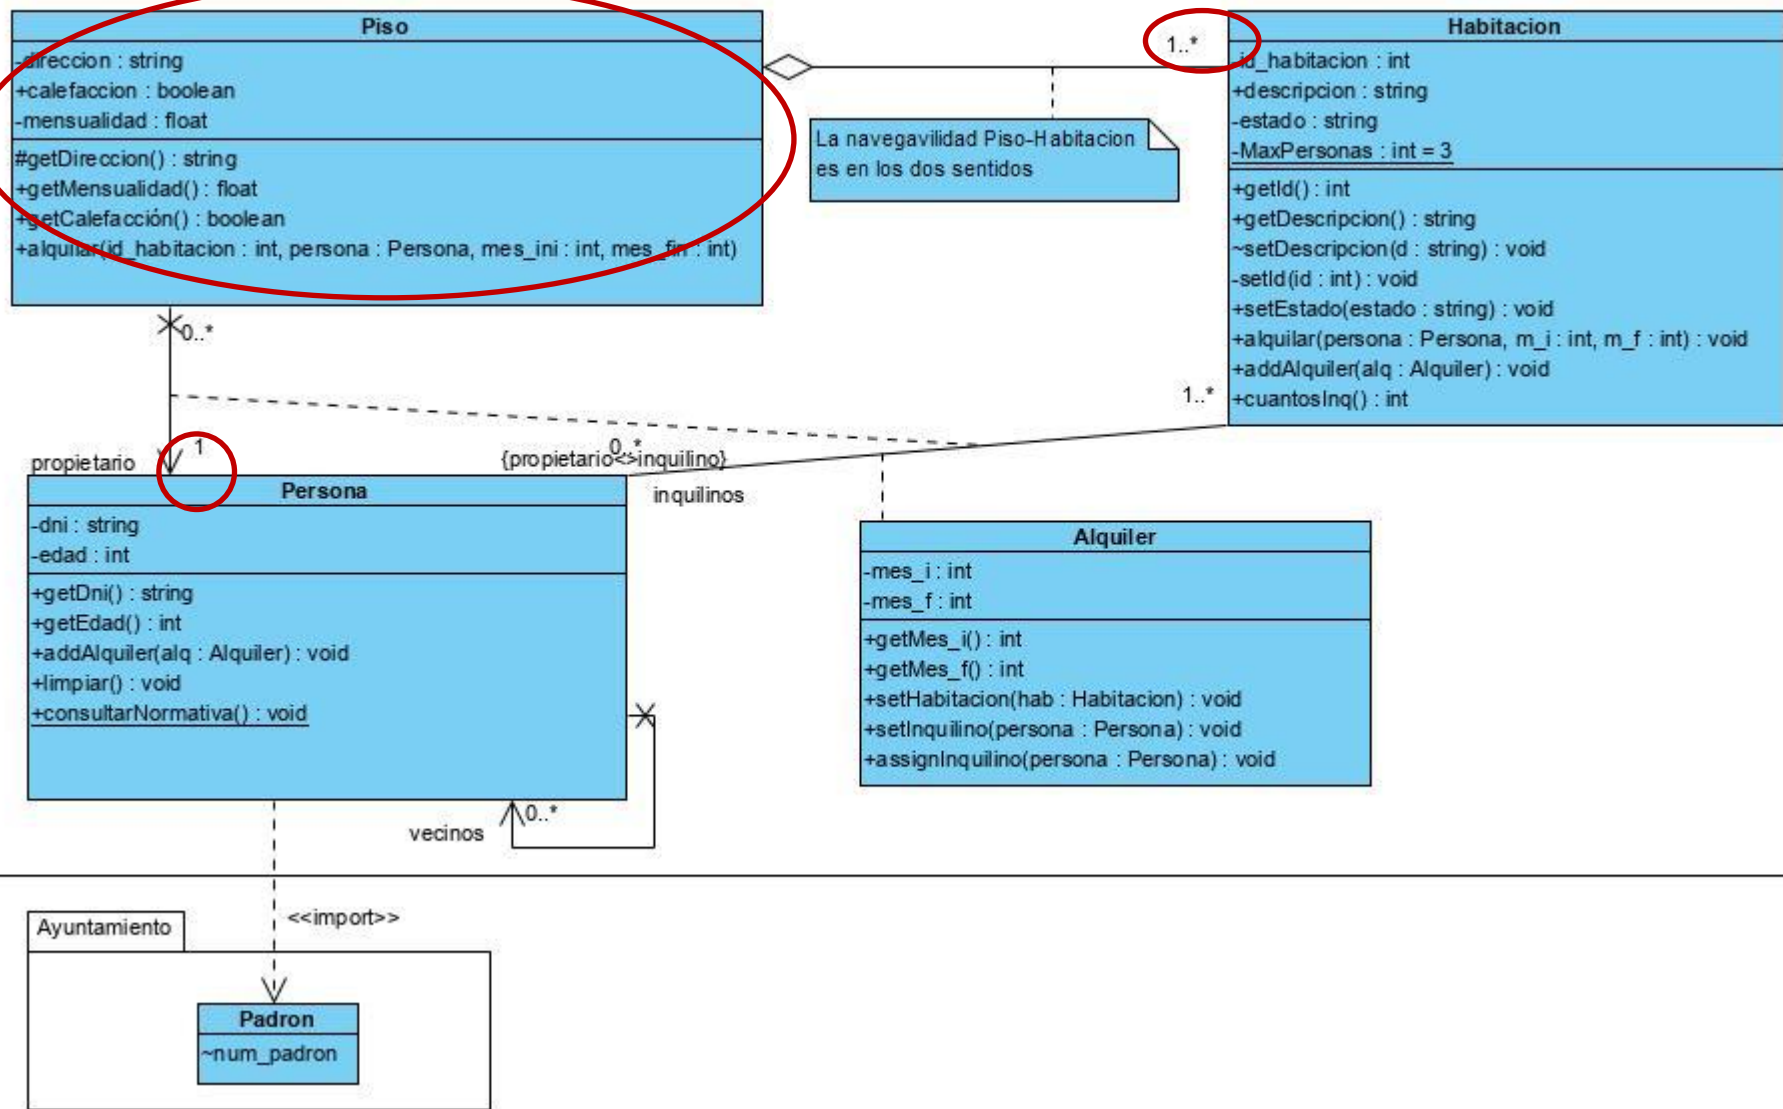 Piso
-direccion : string
+calefaccion : boolean
-mensualidad : float
#getDireccion() : string
+getMensualidad() : float
+getCalefacción() : boolean
+alquilar(id_habitacion : int, persona : Persona, mes_ini : int, mes_fin : int)
1..*
La navegavilidad Piso-Habitacion
es en los dos sentidos
Habitacion
-id_habitacion : int
+descripcion : string
-estado : string
-MaxPersonas : int = 3
+getId() : int
+getDescripcion() : string
~setDescripcion(d : string) : void
-setId(id : int) : void
+setEstado(estado : string) : void
+alquilar(persona : Persona, m_i : int, m_f : int) : void
+addAlquiler(alq : Alquiler) : void
+cuantosInq() : int
0..*
1..*
1
propietario
0..*
{propietario<>inquilino}
inquilinos
Persona
-dni : string
-edad : int
+getDni() : string
+getEdad() : int
+addAlquiler(alq : Alquiler) : void
+limpiar() : void
+consultarNormativa() : void
0..*
vecinos
Alquiler
-mes_i : int
-mes_f : int
+getMes_i() : int
+getMes_f() : int
+setHabitacion(hab : Habitacion) : void
+setInquilino(persona : Persona) : void
+assignInquilino(persona : Persona) : void
<<import>>
Ayuntamiento
Padron
~num_padron